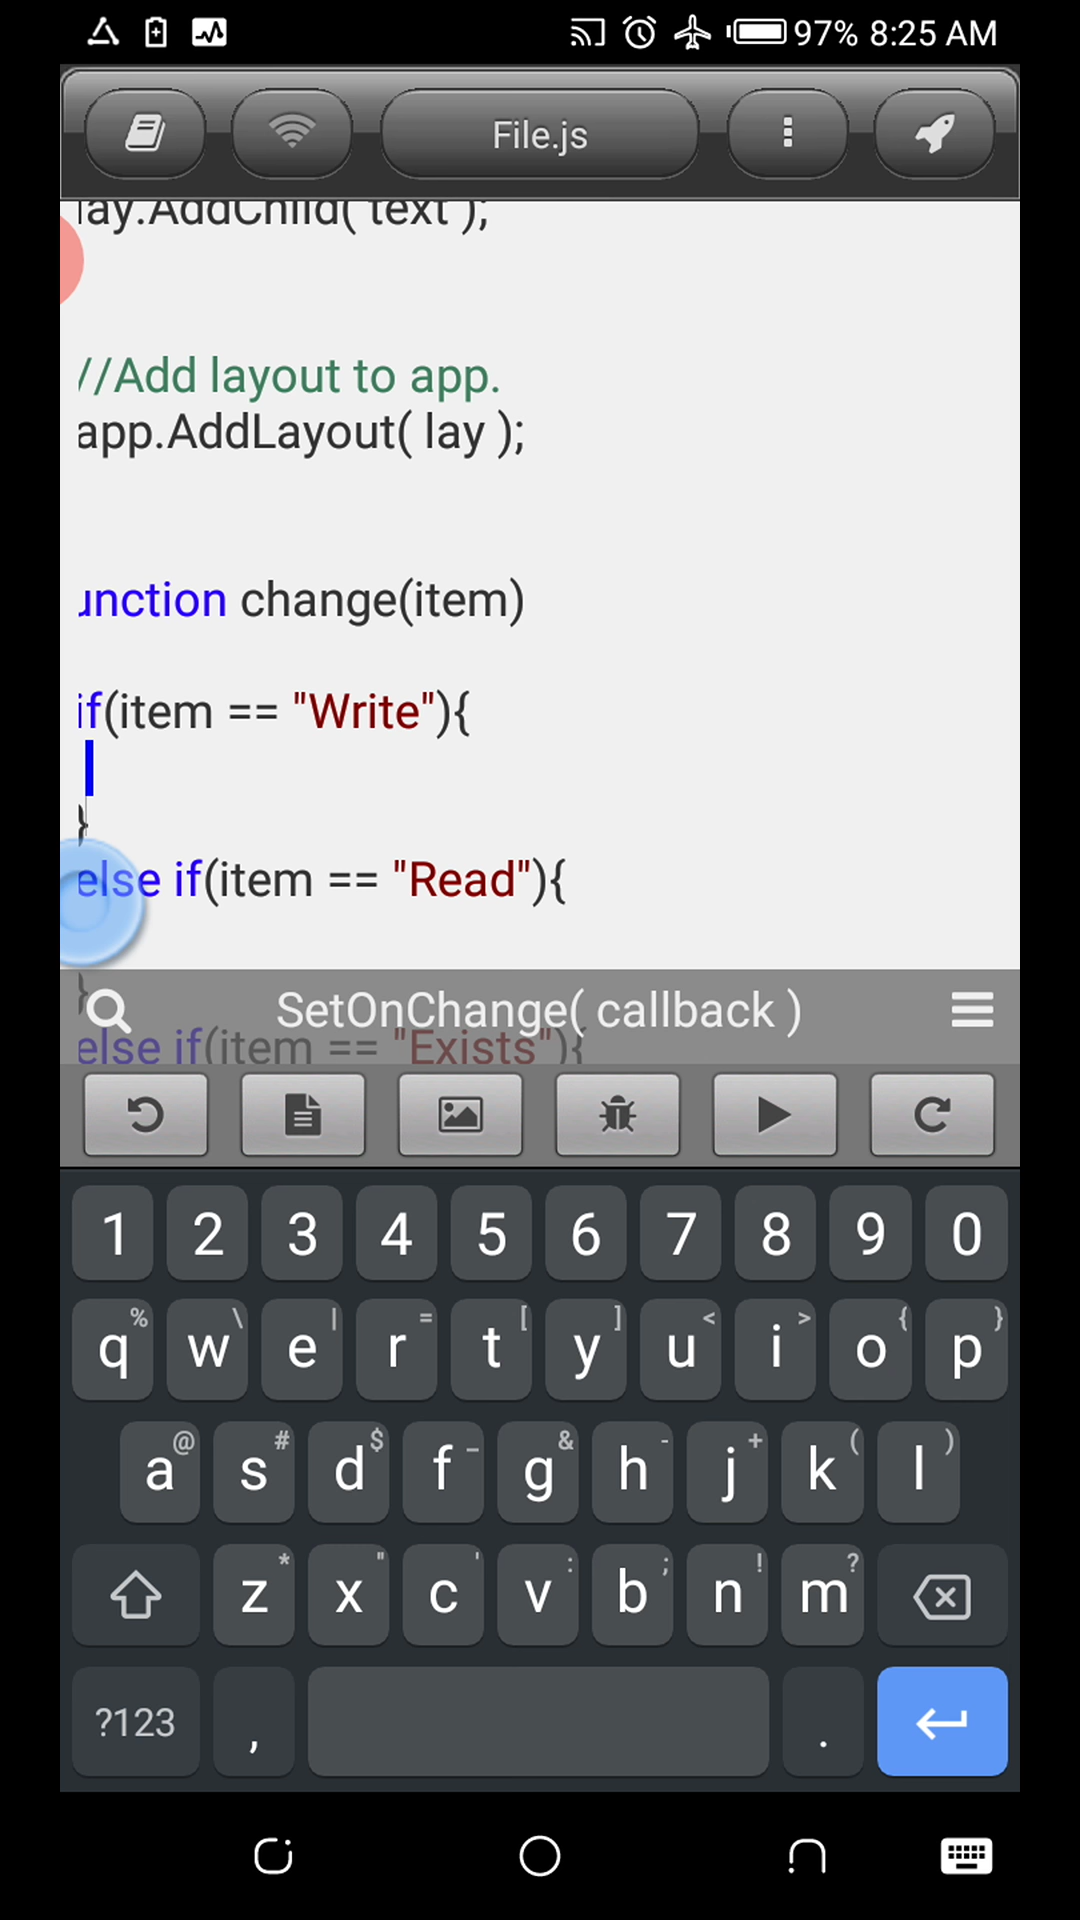 97% 8:25 AM
File.js
lay.AddChild( text );
//Add layout to app.
app.AddLayout( lay );
unction change(item)
if(item == "Write"){
}
else if(item == "Read"){
}
SetOnChange( callback )
else if(item == "Exists"){
1 2 3 4 5 6 7 8 9 0
% \ | = [ ] < > { }
q w e r t y u i o p
@ # $ _ & - + ( )
a s d f g h j k l
* " ' : ; ! ?
z x c v b n m
?123 , .